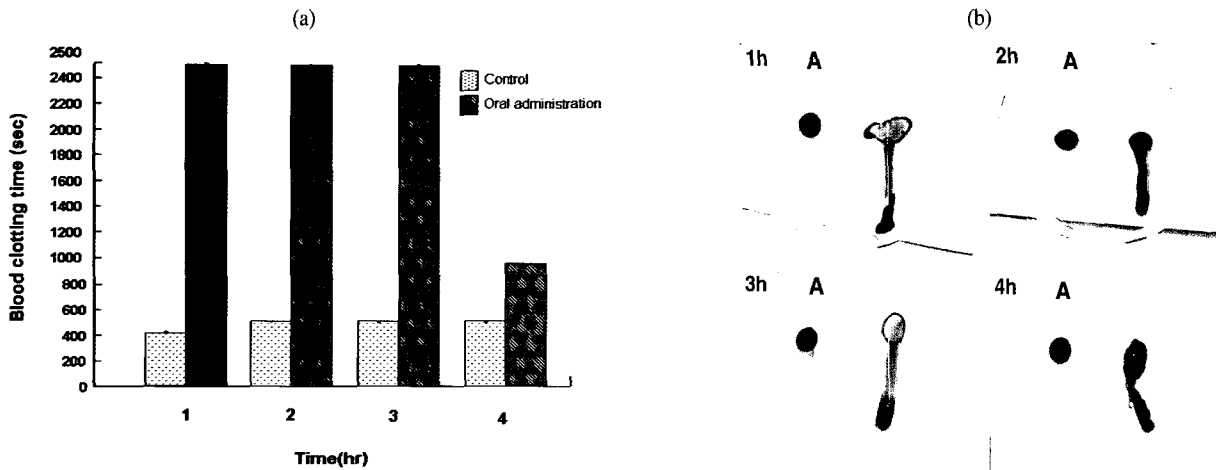 (a)
Blood clotting time (sec)
2500
2400
2200
2000
1800
1600
1400
1200
1000
800
600
400
200
0
Control
Oral administration
1 2 3 4
Time(hr)
(b)
1h A
2h A
3h A
4h A